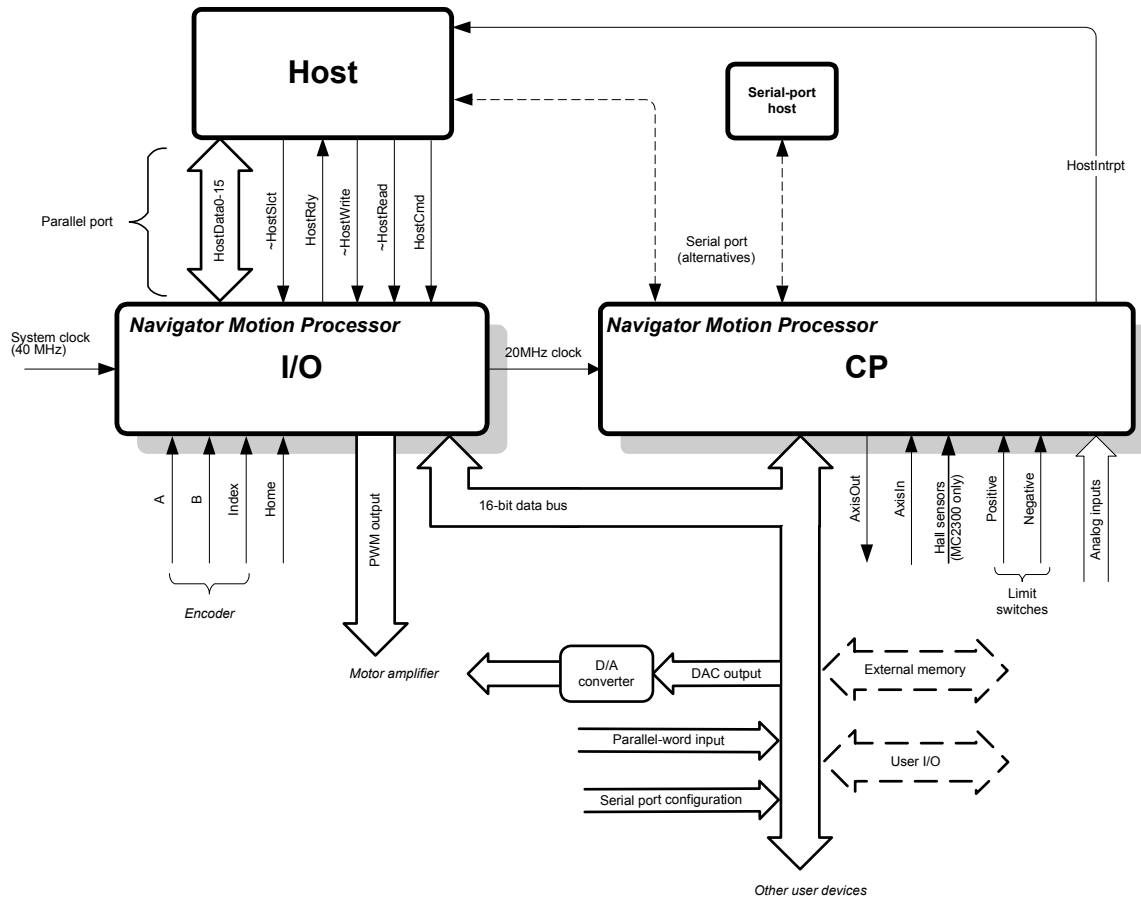 Host
Serial-port
host
HostIntrpt
Parallel port
HostData0-15
~HostSlct
HostRdy
~HostWrite
~HostRead
HostCmd
Serial port
(alternatives)
Navigator Motion Processor
I/O
Navigator Motion Processor
CP
System clock
(40 MHz)
20MHz clock
A
B
Index
Home
Encoder
PWM output
Motor amplifier
16-bit data bus
AxisOut
AxisIn
Hall sensors
(MC2300 only)
Positive
Negative
Limit
switches
Analog inputs
D/A
converter
DAC output
External memory
Parallel-word input
User I/O
Serial port configuration
Other user devices